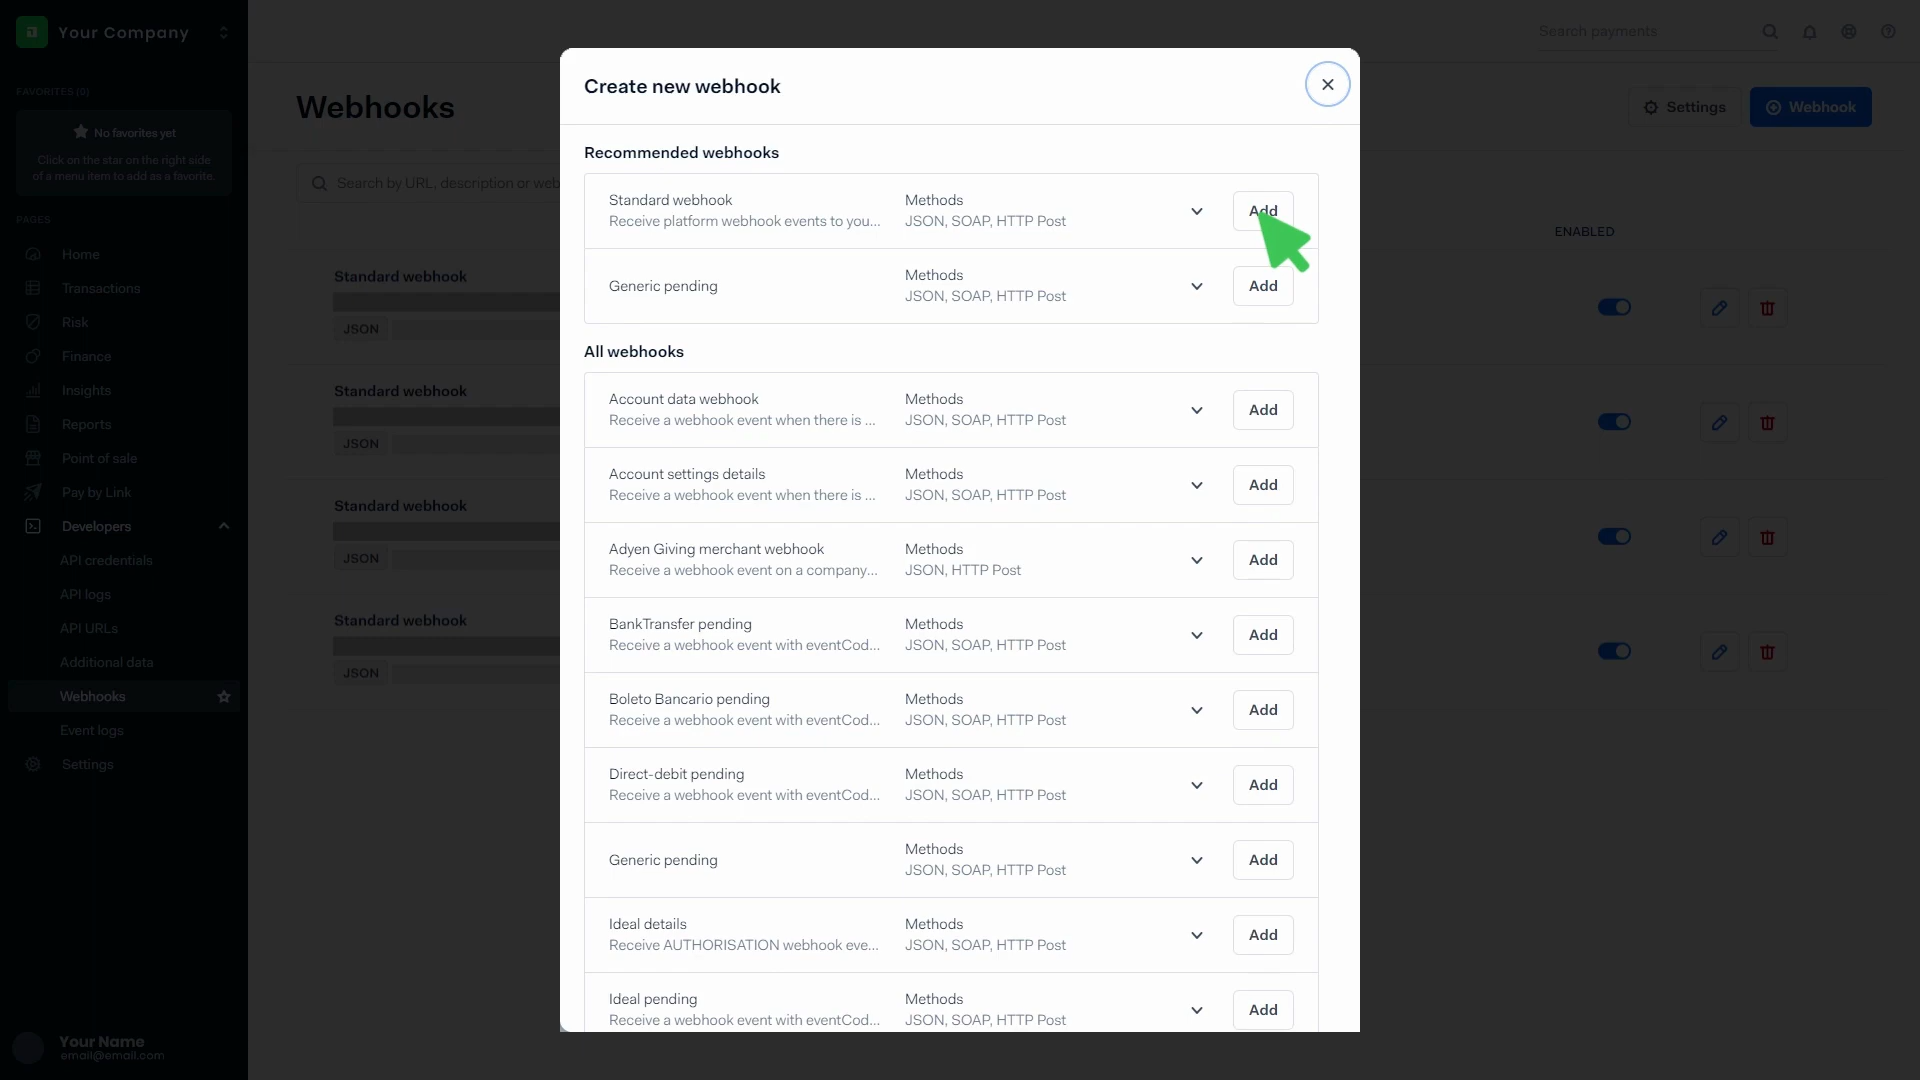 Your Company
FAVORITES (0)
No favorites yet
Click on the star on the right side
of a menu item to add as a favorite.
PAGES
Home
Transactions
Risk
Finance
Insights
Reports
Point of sale
Pay by Link
Developers
API credentials
API logs
API URLs
Additional data
Webhooks
Event logs
Settings
Your Name
email@email.com
Search payments
Webhooks
Settings
Webhook
Search by URL, description or web
ENABLED
Standard webhook
JSON
Standard webhook
JSON
Standard webhook
JSON
Standard webhook
JSON
Create new webhook
Recommended webhooks
Standard webhook
Receive platform webhook events to you...
Methods
JSON, SOAP, HTTP Post
Add
Generic pending
Methods
JSON, SOAP, HTTP Post
Add
All webhooks
Account data webhook
Receive a webhook event when there is ...
Methods
JSON, SOAP, HTTP Post
Add
Account settings details
Receive a webhook event when there is ...
Methods
JSON, SOAP, HTTP Post
Add
Adyen Giving merchant webhook
Receive a webhook event on a company...
Methods
JSON, HTTP Post
Add
BankTransfer pending
Receive a webhook event with eventCod...
Methods
JSON, SOAP, HTTP Post
Add
Boleto Bancario pending
Receive a webhook event with eventCod...
Methods
JSON, SOAP, HTTP Post
Add
Direct-debit pending
Receive a webhook event with eventCod...
Methods
JSON, SOAP, HTTP Post
Add
Generic pending
Methods
JSON, SOAP, HTTP Post
Add
Ideal details
Receive AUTHORISATION webhook eve...
Methods
JSON, SOAP, HTTP Post
Add
Ideal pending
Receive a webhook event with eventCod...
Methods
JSON, SOAP, HTTP Post
Add